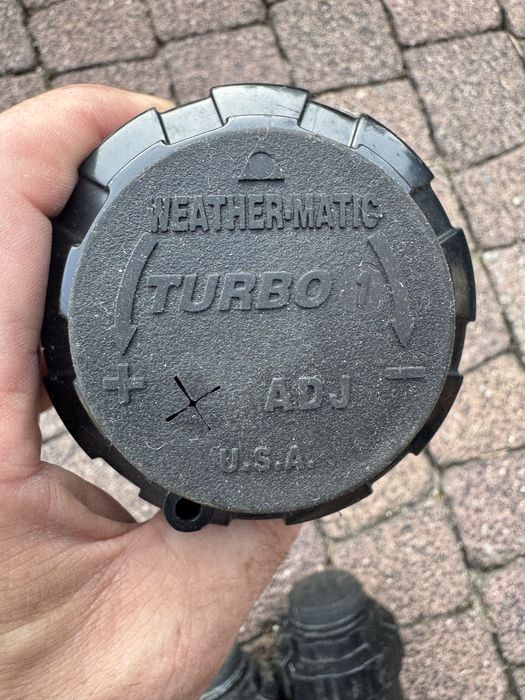 WEATHER-MATIC
TURBO 1
+ ADJ −
U.S.A.